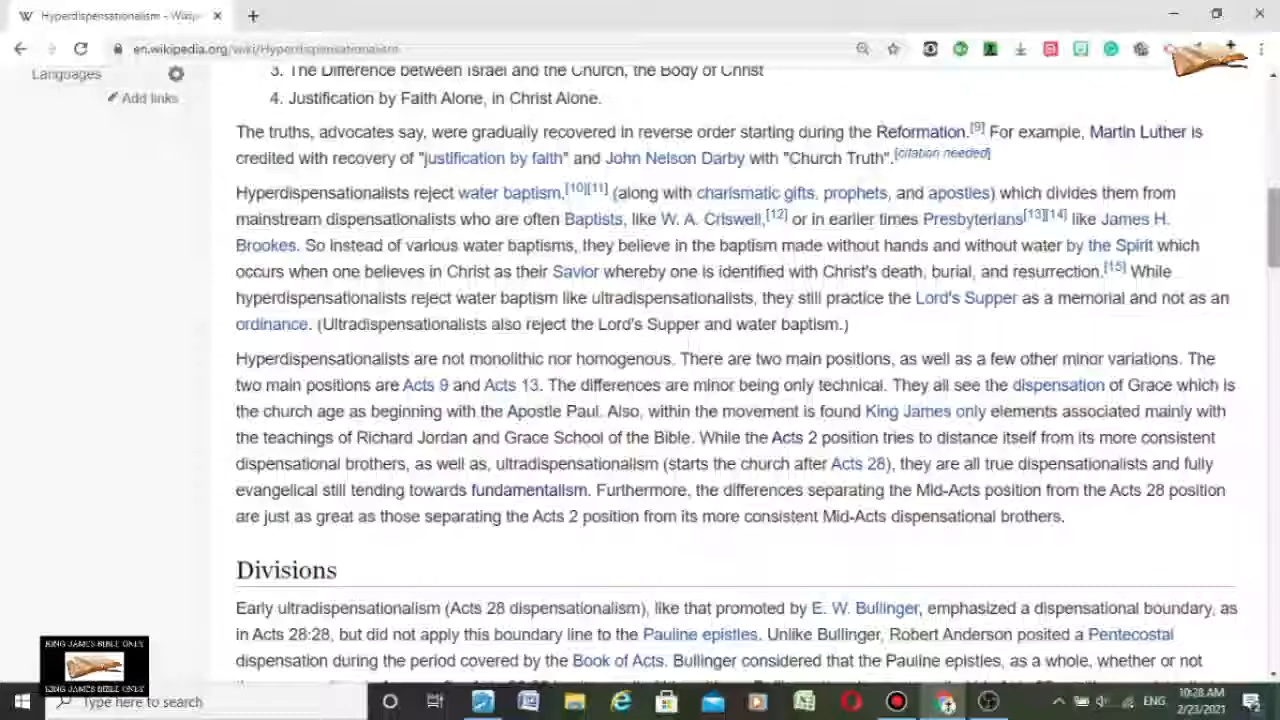 Hyperdispensationalism - Wikip
en.wikipedia.org/wiki/Hyperdispensationalism
Languages
Add links
3. The Difference between Israel and the Church, the Body of Christ
4. Justification by Faith Alone, in Christ Alone.
The truths, advocates say, were gradually recovered in reverse order starting during the Reformation.[9] For example, Martin Luther is
credited with recovery of "justification by faith" and John Nelson Darby with "Church Truth".[citation needed]
Hyperdispensationalists reject water baptism,[10][11] (along with charismatic gifts, prophets, and apostles) which divides them from
mainstream dispensationalists who are often Baptists, like W. A. Criswell,[12] or in earlier times Presbyterians[13][14] like James H.
Brookes. So instead of various water baptisms, they believe in the baptism made without hands and without water by the Spirit which
occurs when one believes in Christ as their Savior whereby one is identified with Christ's death, burial, and resurrection.[15] While
hyperdispensationalists reject water baptism like ultradispensationalists, they still practice the Lord's Supper as a memorial and not as an
ordinance. (Ultradispensationalists also reject the Lord's Supper and water baptism.)
Hyperdispensationalists are not monolithic nor homogenous. There are two main positions, as well as a few other minor variations. The
two main positions are Acts 9 and Acts 13. The differences are minor being only technical. They all see the dispensation of Grace which is
the church age as beginning with the Apostle Paul. Also, within the movement is found King James only elements associated mainly with
the teachings of Richard Jordan and Grace School of the Bible. While the Acts 2 position tries to distance itself from its more consistent
dispensational brothers, as well as, ultradispensationalism (starts the church after Acts 28), they are all true dispensationalists and fully
evangelical still tending towards fundamentalism. Furthermore, the differences separating the Mid-Acts position from the Acts 28 position
are just as great as those separating the Acts 2 position from its more consistent Mid-Acts dispensational brothers.
Divisions
Early ultradispensationalism (Acts 28 dispensationalism), like that promoted by E. W. Bullinger, emphasized a dispensational boundary, as
in Acts 28:28, but did not apply this boundary line to the Pauline epistles. Unlike Bullinger, Robert Anderson posited a Pentecostal
dispensation during the period covered by the Book of Acts. Bullinger considered that the Pauline epistles, as a whole, whether or not
KING JAMES BIBLE ONLY
KING JAMES BIBLE ONLY
Type here to search
ENG
10:28 AM
2/23/2021